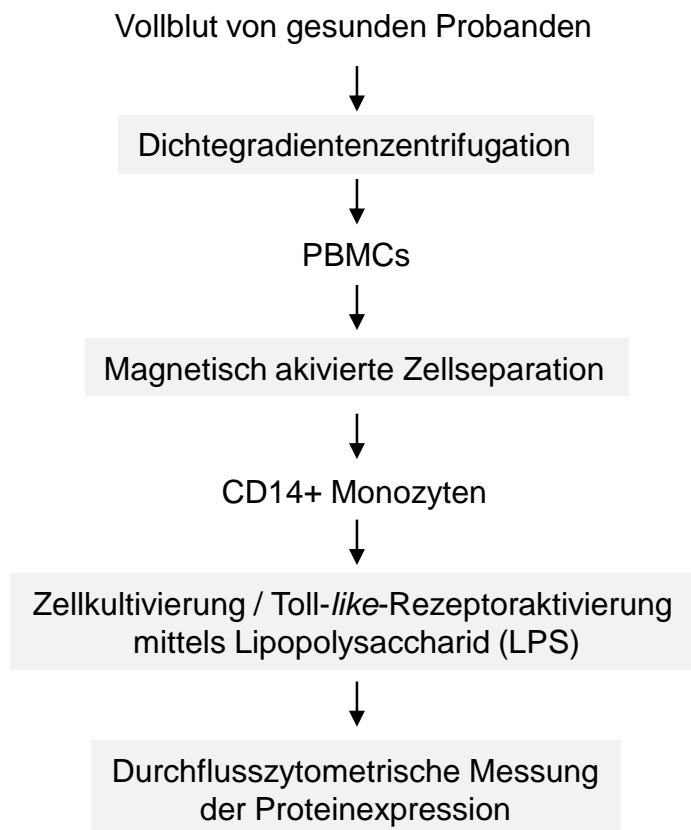 Vollblut von gesunden Probanden
Dichtegradientenzentrifugation
PBMCs
Magnetisch akivierte Zellseparation
CD14+ Monozyten
Zellkultivierung / Toll-like-Rezeptoraktivierung
mittels Lipopolysaccharid (LPS)
Durchflusszytometrische Messung
der Proteinexpression